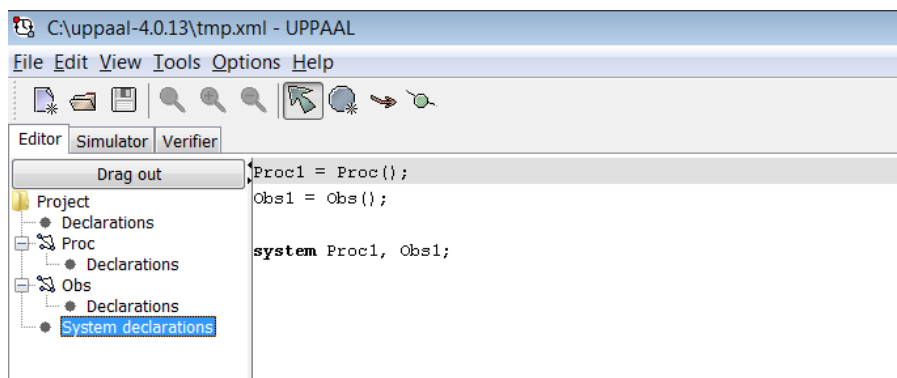 C:\uppaal-4.0.13\tmp.xml - UPPAAL
File Edit View Tools Options Help
Editor Simulator Verifier
Drag out
Project
Declarations
Proc
Declarations
Obs
Declarations
System declarations
Proc1 = Proc();
Obs1 = Obs();
system Proc1, Obs1;